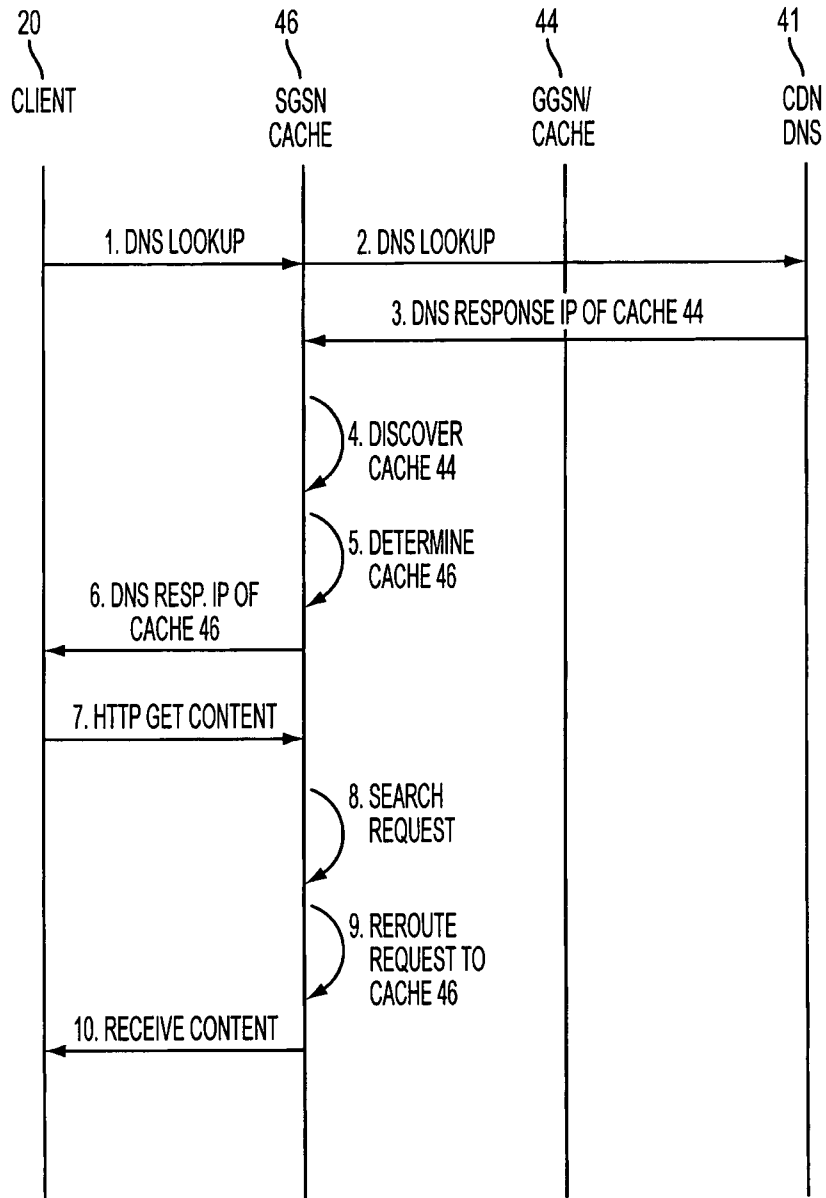 20
46
44
41
CLIENT
SGSN
CACHE
GGSN/
CACHE
CDN
DNS
1. DNS LOOKUP
2. DNS LOOKUP
3. DNS RESPONSE IP OF CACHE 44
4. DISCOVER
CACHE 44
5. DETERMINE
CACHE 46
6. DNS RESP. IP OF
CACHE 46
7. HTTP GET CONTENT
8. SEARCH
REQUEST
9. REROUTE
REQUEST TO
CACHE 46
10. RECEIVE CONTENT